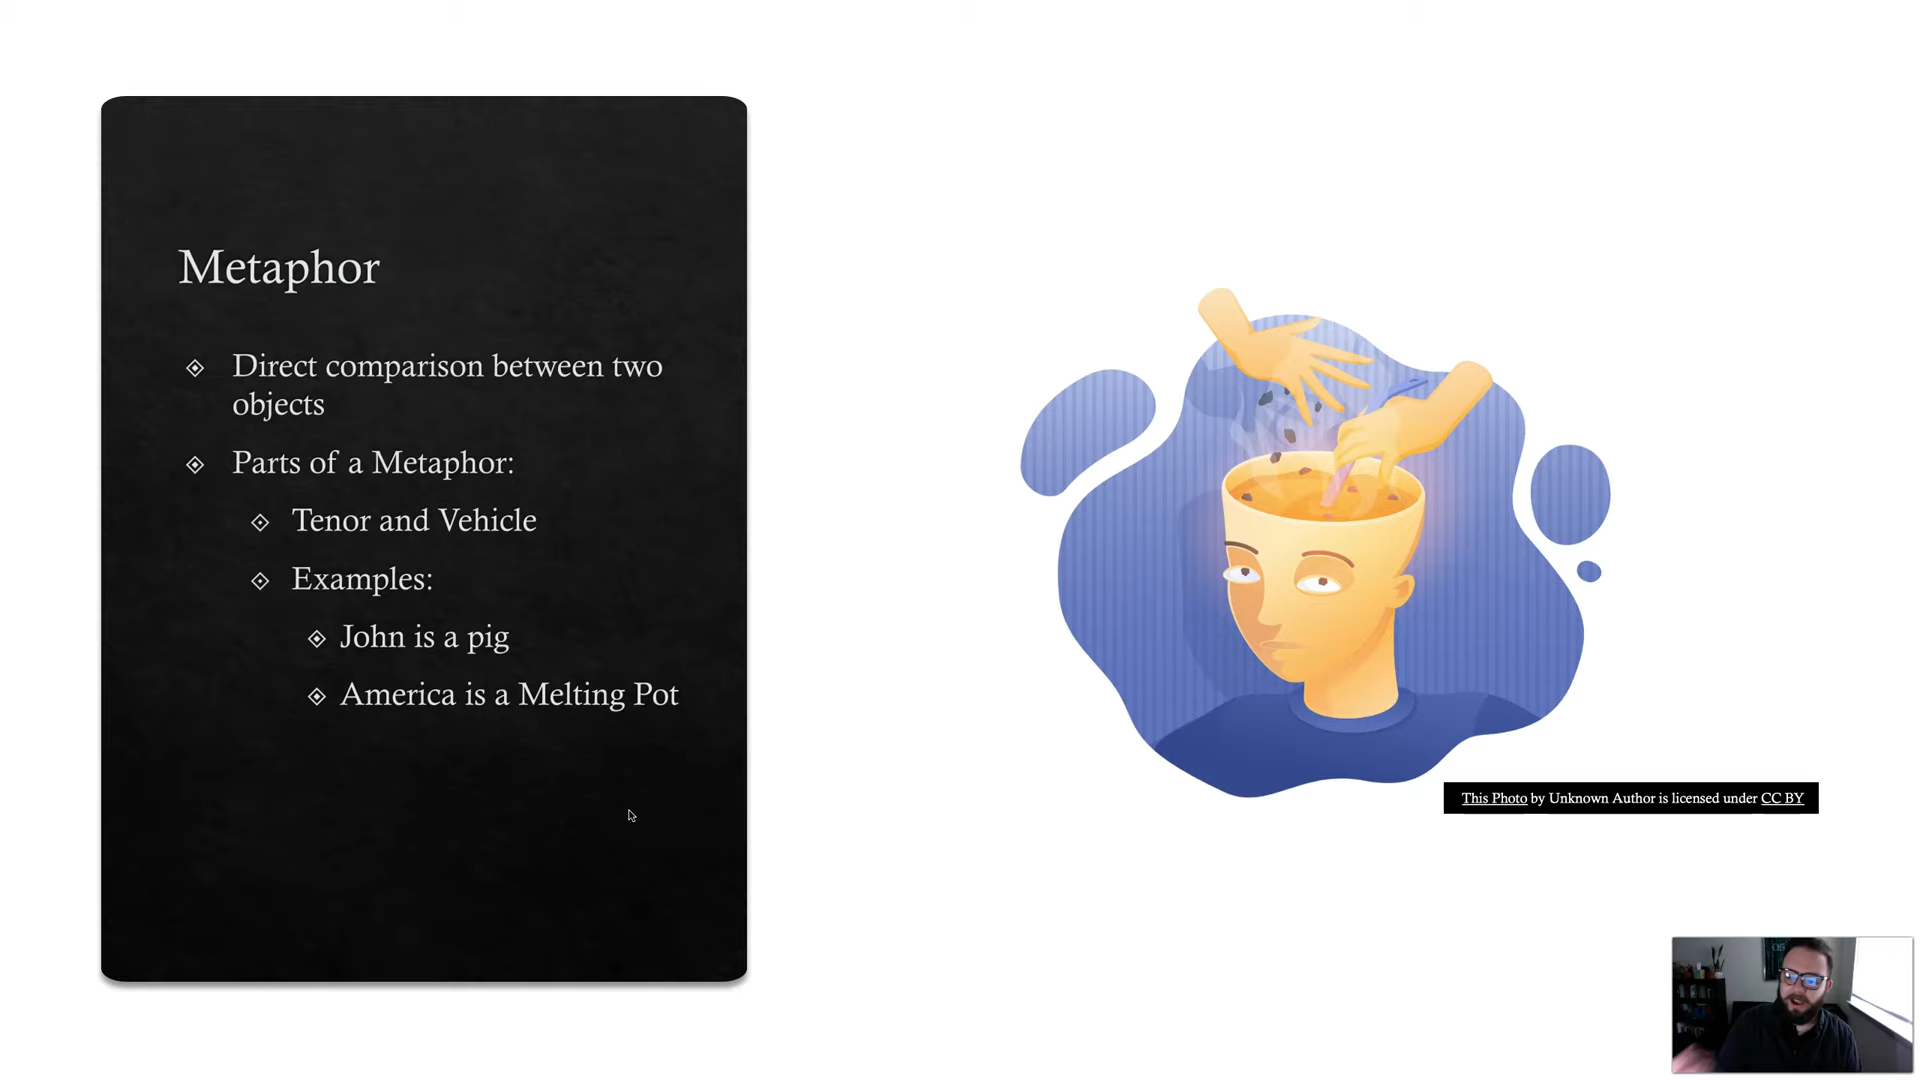 Metaphor
Direct comparison between two
objects
Parts of a Metaphor:
Tenor and Vehicle
Examples:
John is a pig
America is a Melting Pot
This Photo by Unknown Author is licensed under CC BY